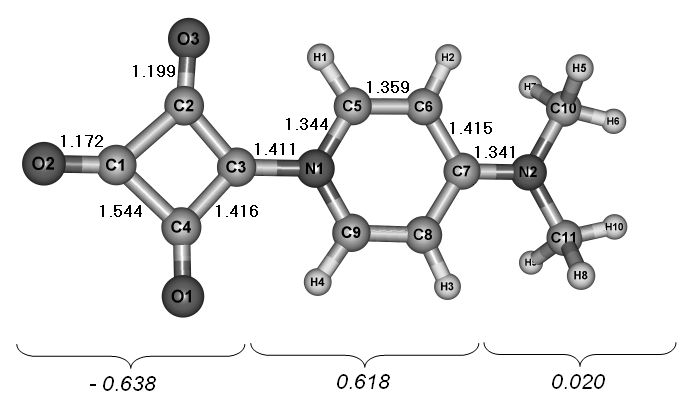 O3
H1
H2
H5
1.199
1.359
H7
C2
C5
C6
C10
H6
1.172
1.344
1.415
O2
C1
C3
1.411
N1
C7
1.341
N2
1.544
1.416
C4
C9
C8
C11
H10
H4
H3
H8
O1
- 0.638
0.618
0.020